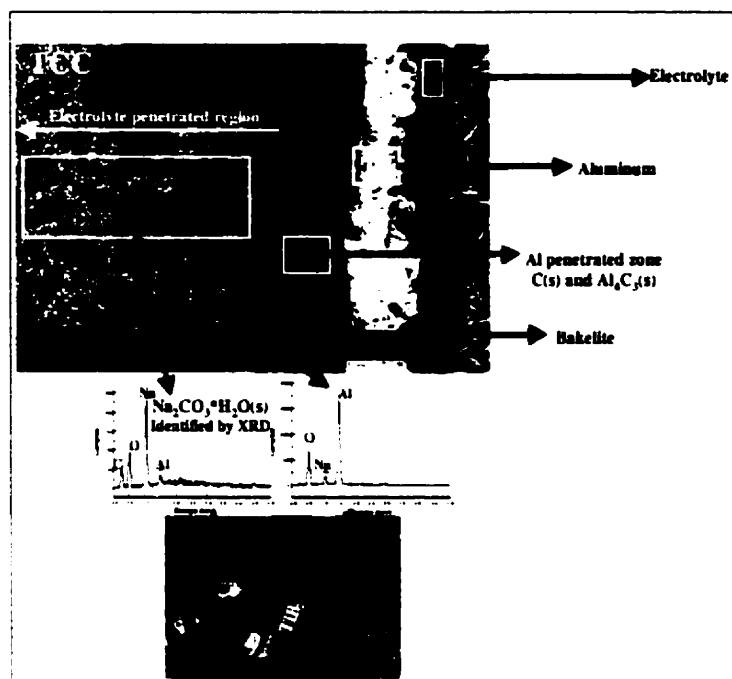 TCC
Electrolyte
Electrolyte penetrated region
Aluminum
Al penetrated zone
C(s) and Al₄C₃(s)
Bakelite
Na
Na₂CO₃*H₂O(s)
Identified by XRD
O
Al
Al
O
Na